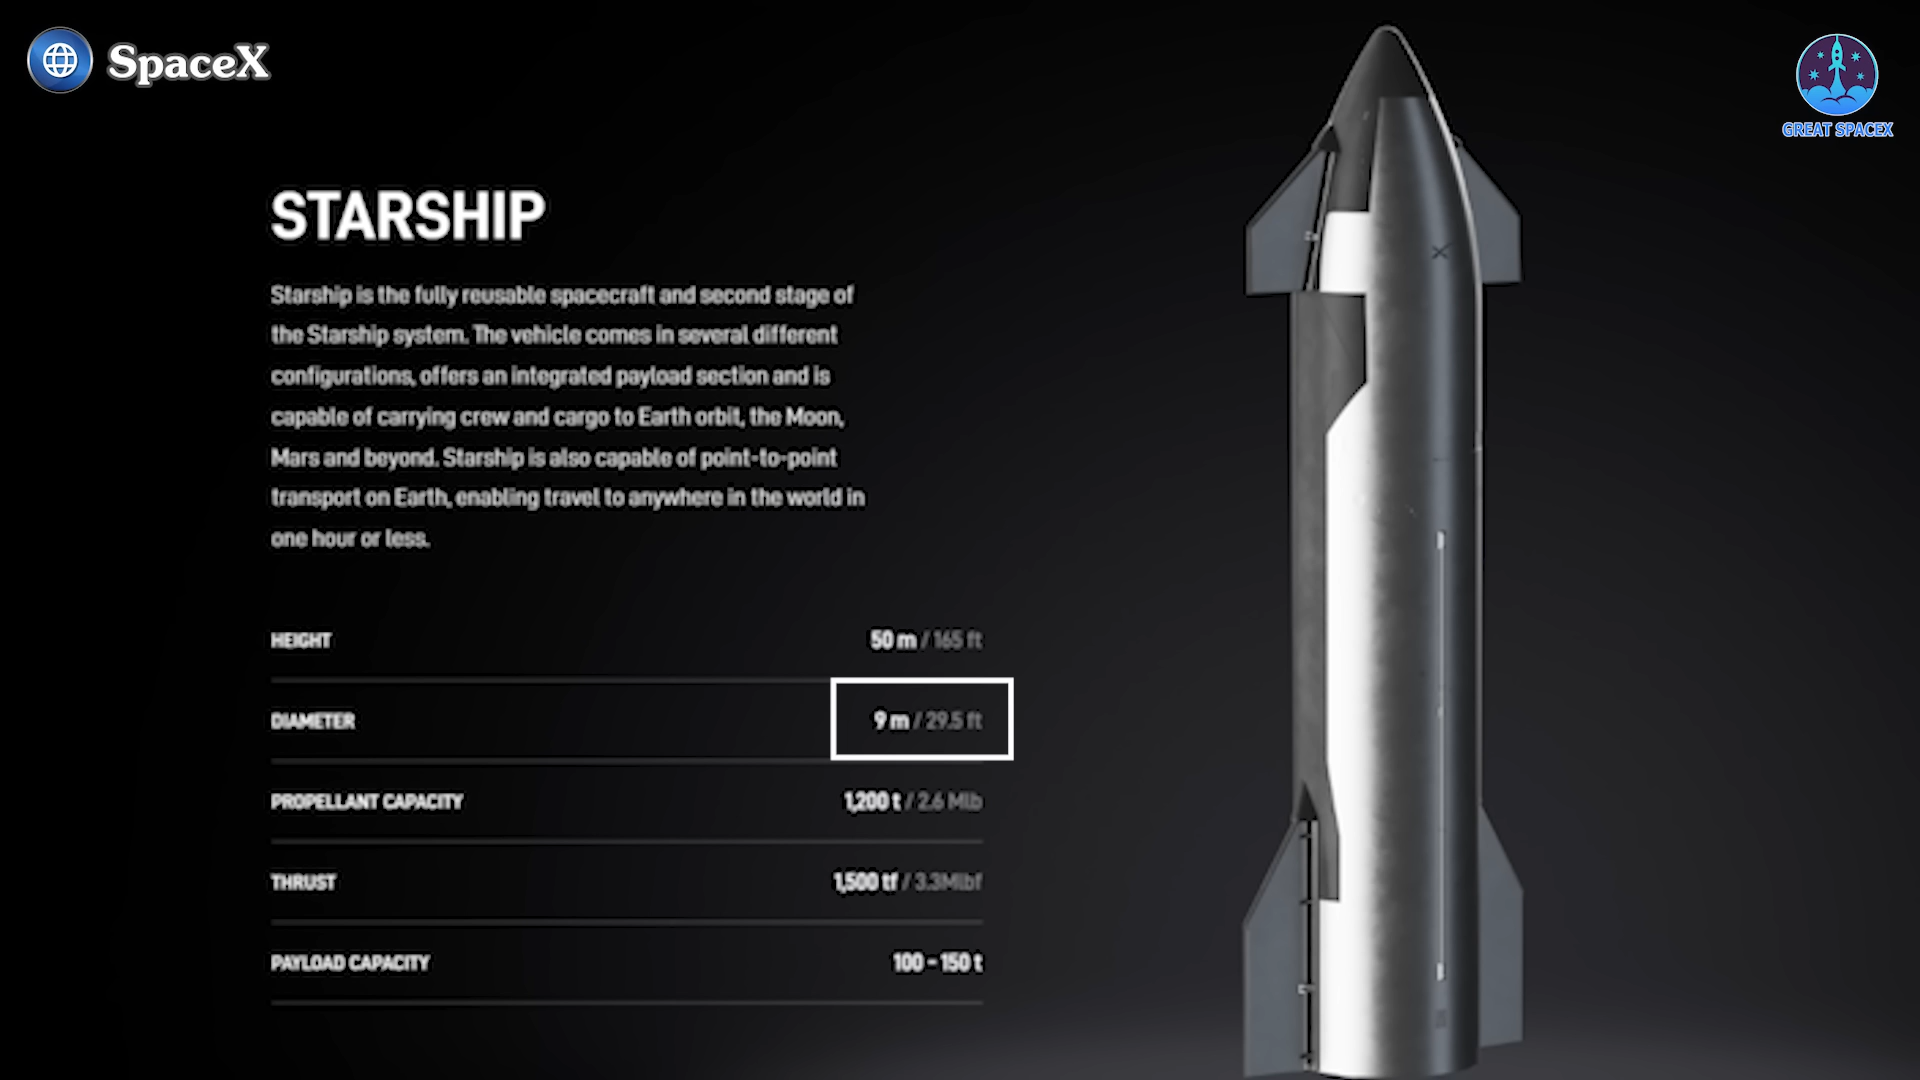 SpaceX
GREAT SPACEX
STARSHIP
Starship is the fully reusable spacecraft and second stage of
the Starship system. The vehicle comes in several different
configurations, offers an integrated payload section and is
capable of carrying crew and cargo to Earth orbit, the Moon,
Mars and beyond. Starship is also capable of point-to-point
transport on Earth, enabling travel to anywhere in the world in
one hour or less.
HEIGHT 50 m / 165 ft
DIAMETER 9 m / 29.5 ft
PROPELLANT CAPACITY 1,200 t / 2.6 Mlb
THRUST 1,500 tf / 3.3Mlbf
PAYLOAD CAPACITY 100 - 150 t